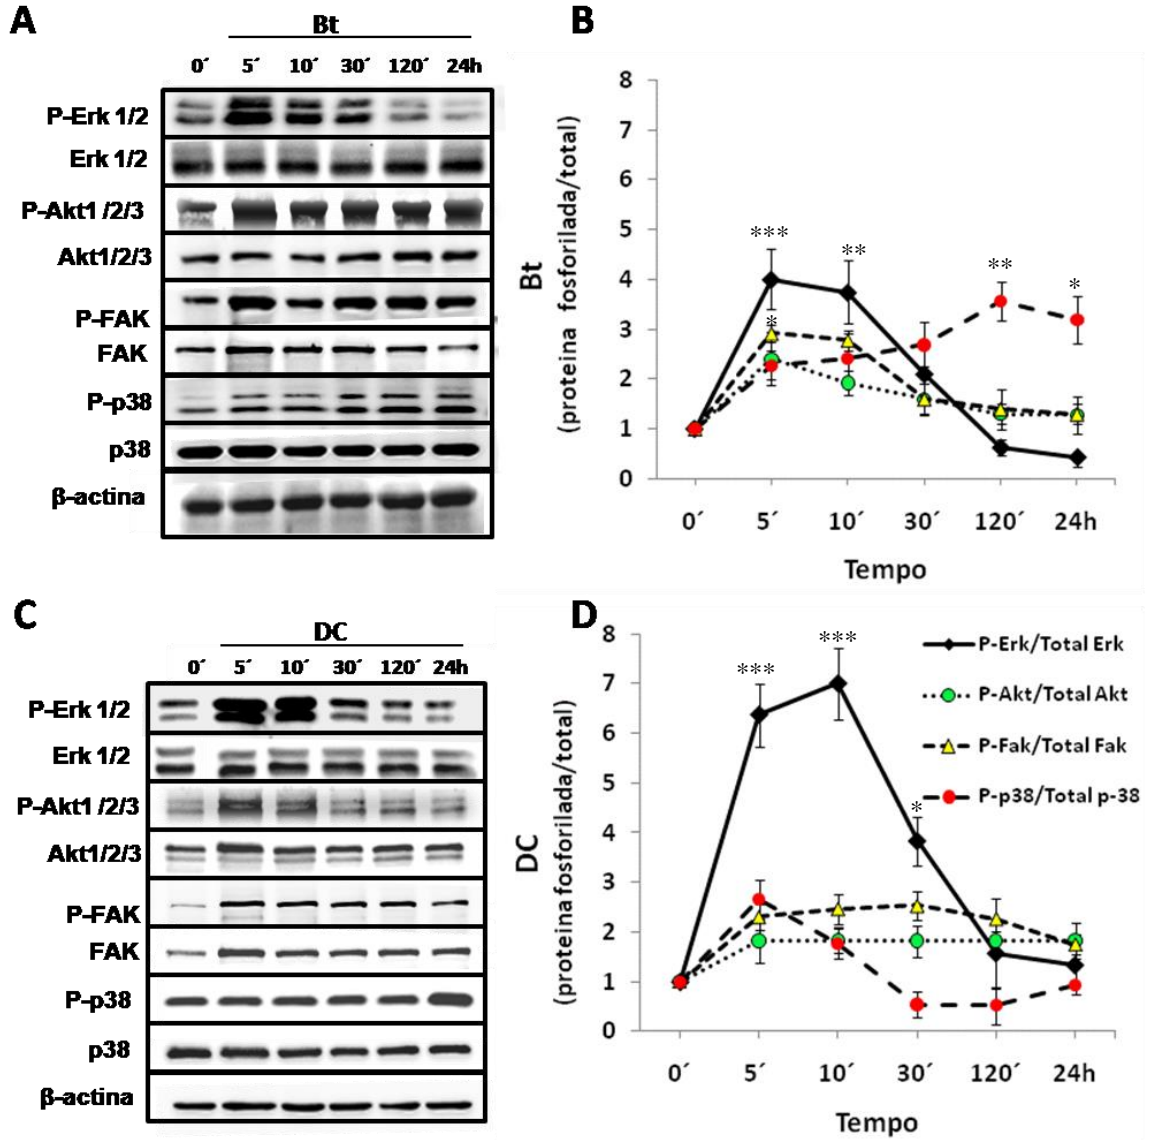 A
Bt
0´ 5´ 10´ 30´ 120´ 24h
P-Erk 1/2
Erk 1/2
P-Akt1 /2/3
Akt1/2/3
P-FAK
FAK
P-p38
p38
β-actina
B
Bt
(proteina fosforilada/total)
8
7
6
5
4
3
2
1
0
***
**
*
**
*
0´ 5´ 10´ 30´ 120´ 24h
Tempo
C
DC
0´ 5´ 10´ 30´ 120´ 24h
P-Erk 1/2
Erk 1/2
P-Akt1 /2/3
Akt1/2/3
P-FAK
FAK
P-p38
p38
β-actina
D
DC
(proteina fosforilada/total)
8
7
6
5
4
3
2
1
0
***
***
*
P-Erk/Total Erk
P-Akt/Total Akt
P-Fak/Total Fak
P-p38/Total p-38
0´ 5´ 10´ 30´ 120´ 24h
Tempo